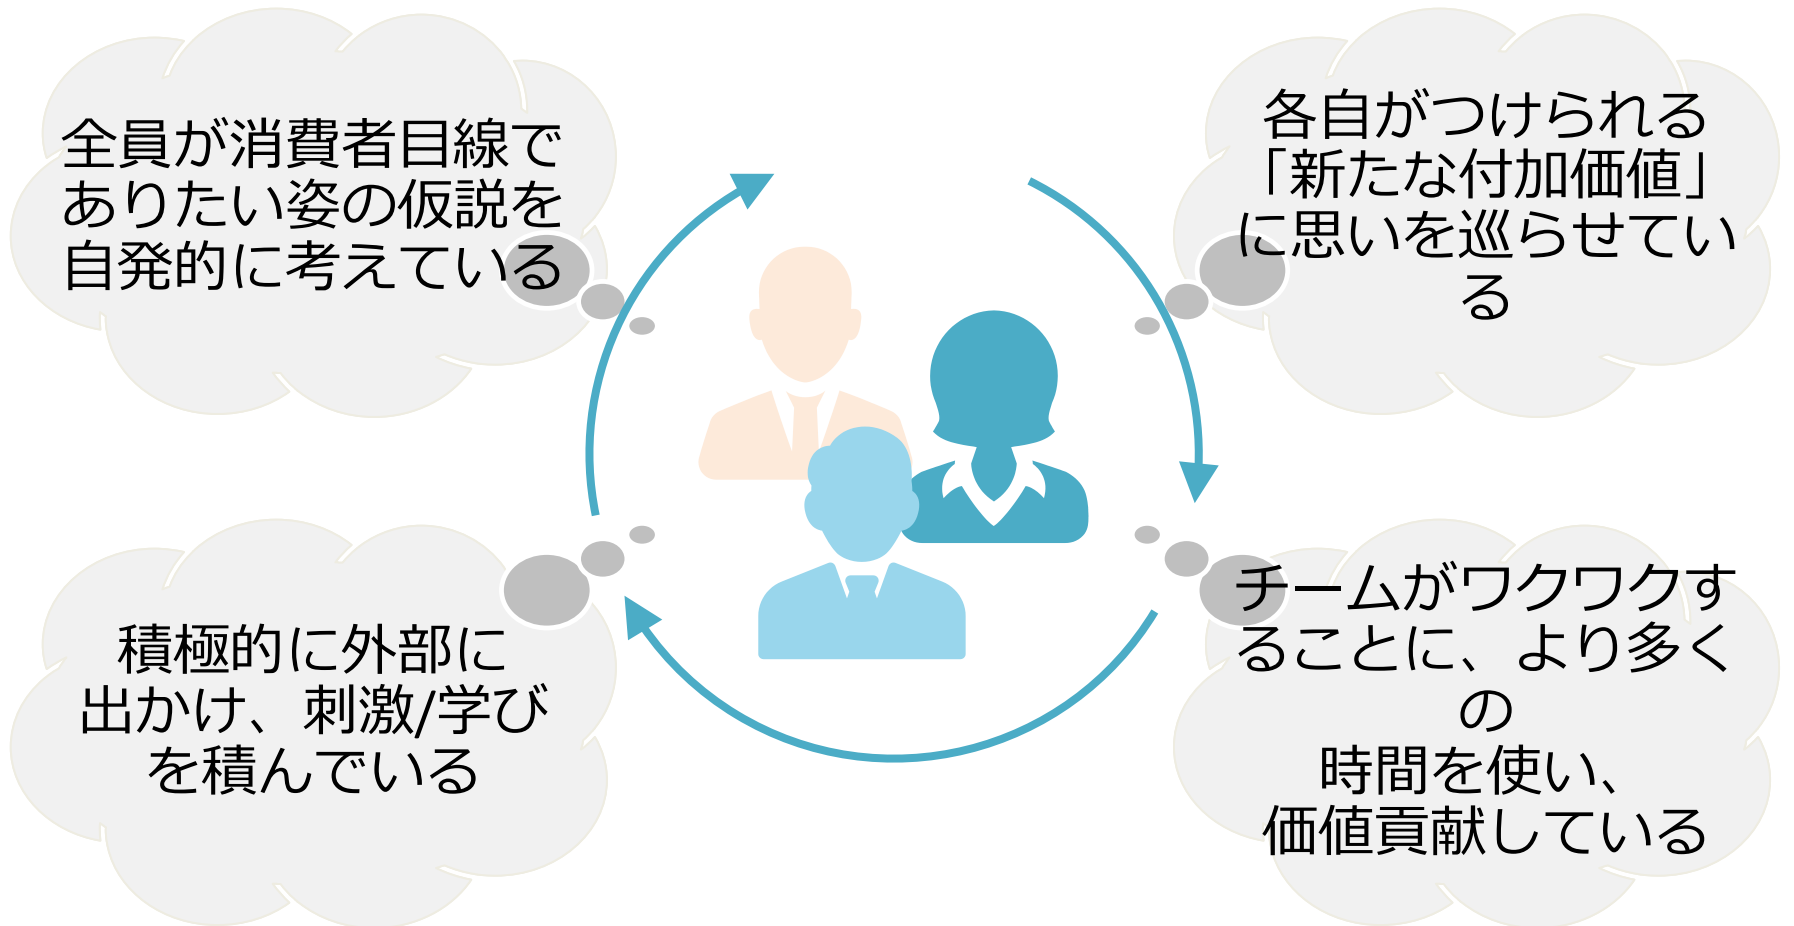 全員が消費者目線で
ありたい姿の仮説を
自発的に考えている
各自がつけられる
「新たな付加価値」
に思いを巡らせてい
る
積極的に外部に
出かけ、刺激/学び
を積んでいる
チームがワクワクす
ることに、より多く
の
時間を使い、
価値貢献している